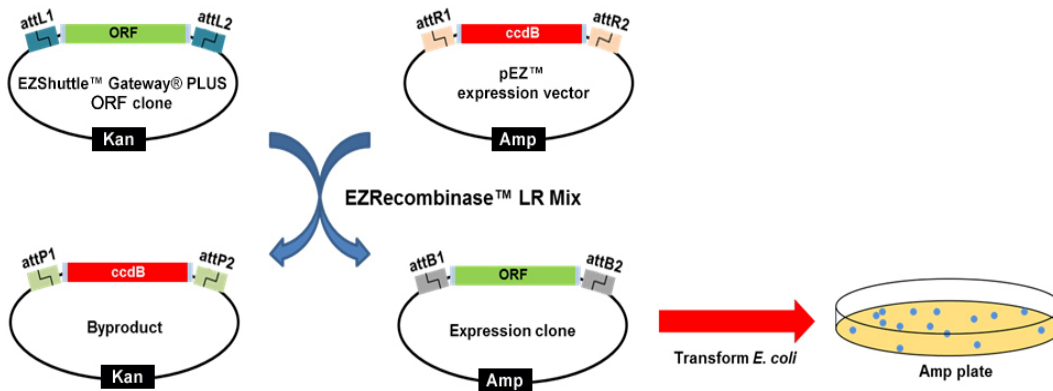 attL1
ORF
attL2
EZShuttle™ Gateway® PLUS
ORF clone
Kan
attR1
ccdB
attR2
pEZ™
expression vector
Amp
EZRecombinase™ LR Mix
attP1
ccdB
attP2
Byproduct
Kan
attB1
ORF
attB2
Expression clone
Amp
Transform E. coli
Amp plate